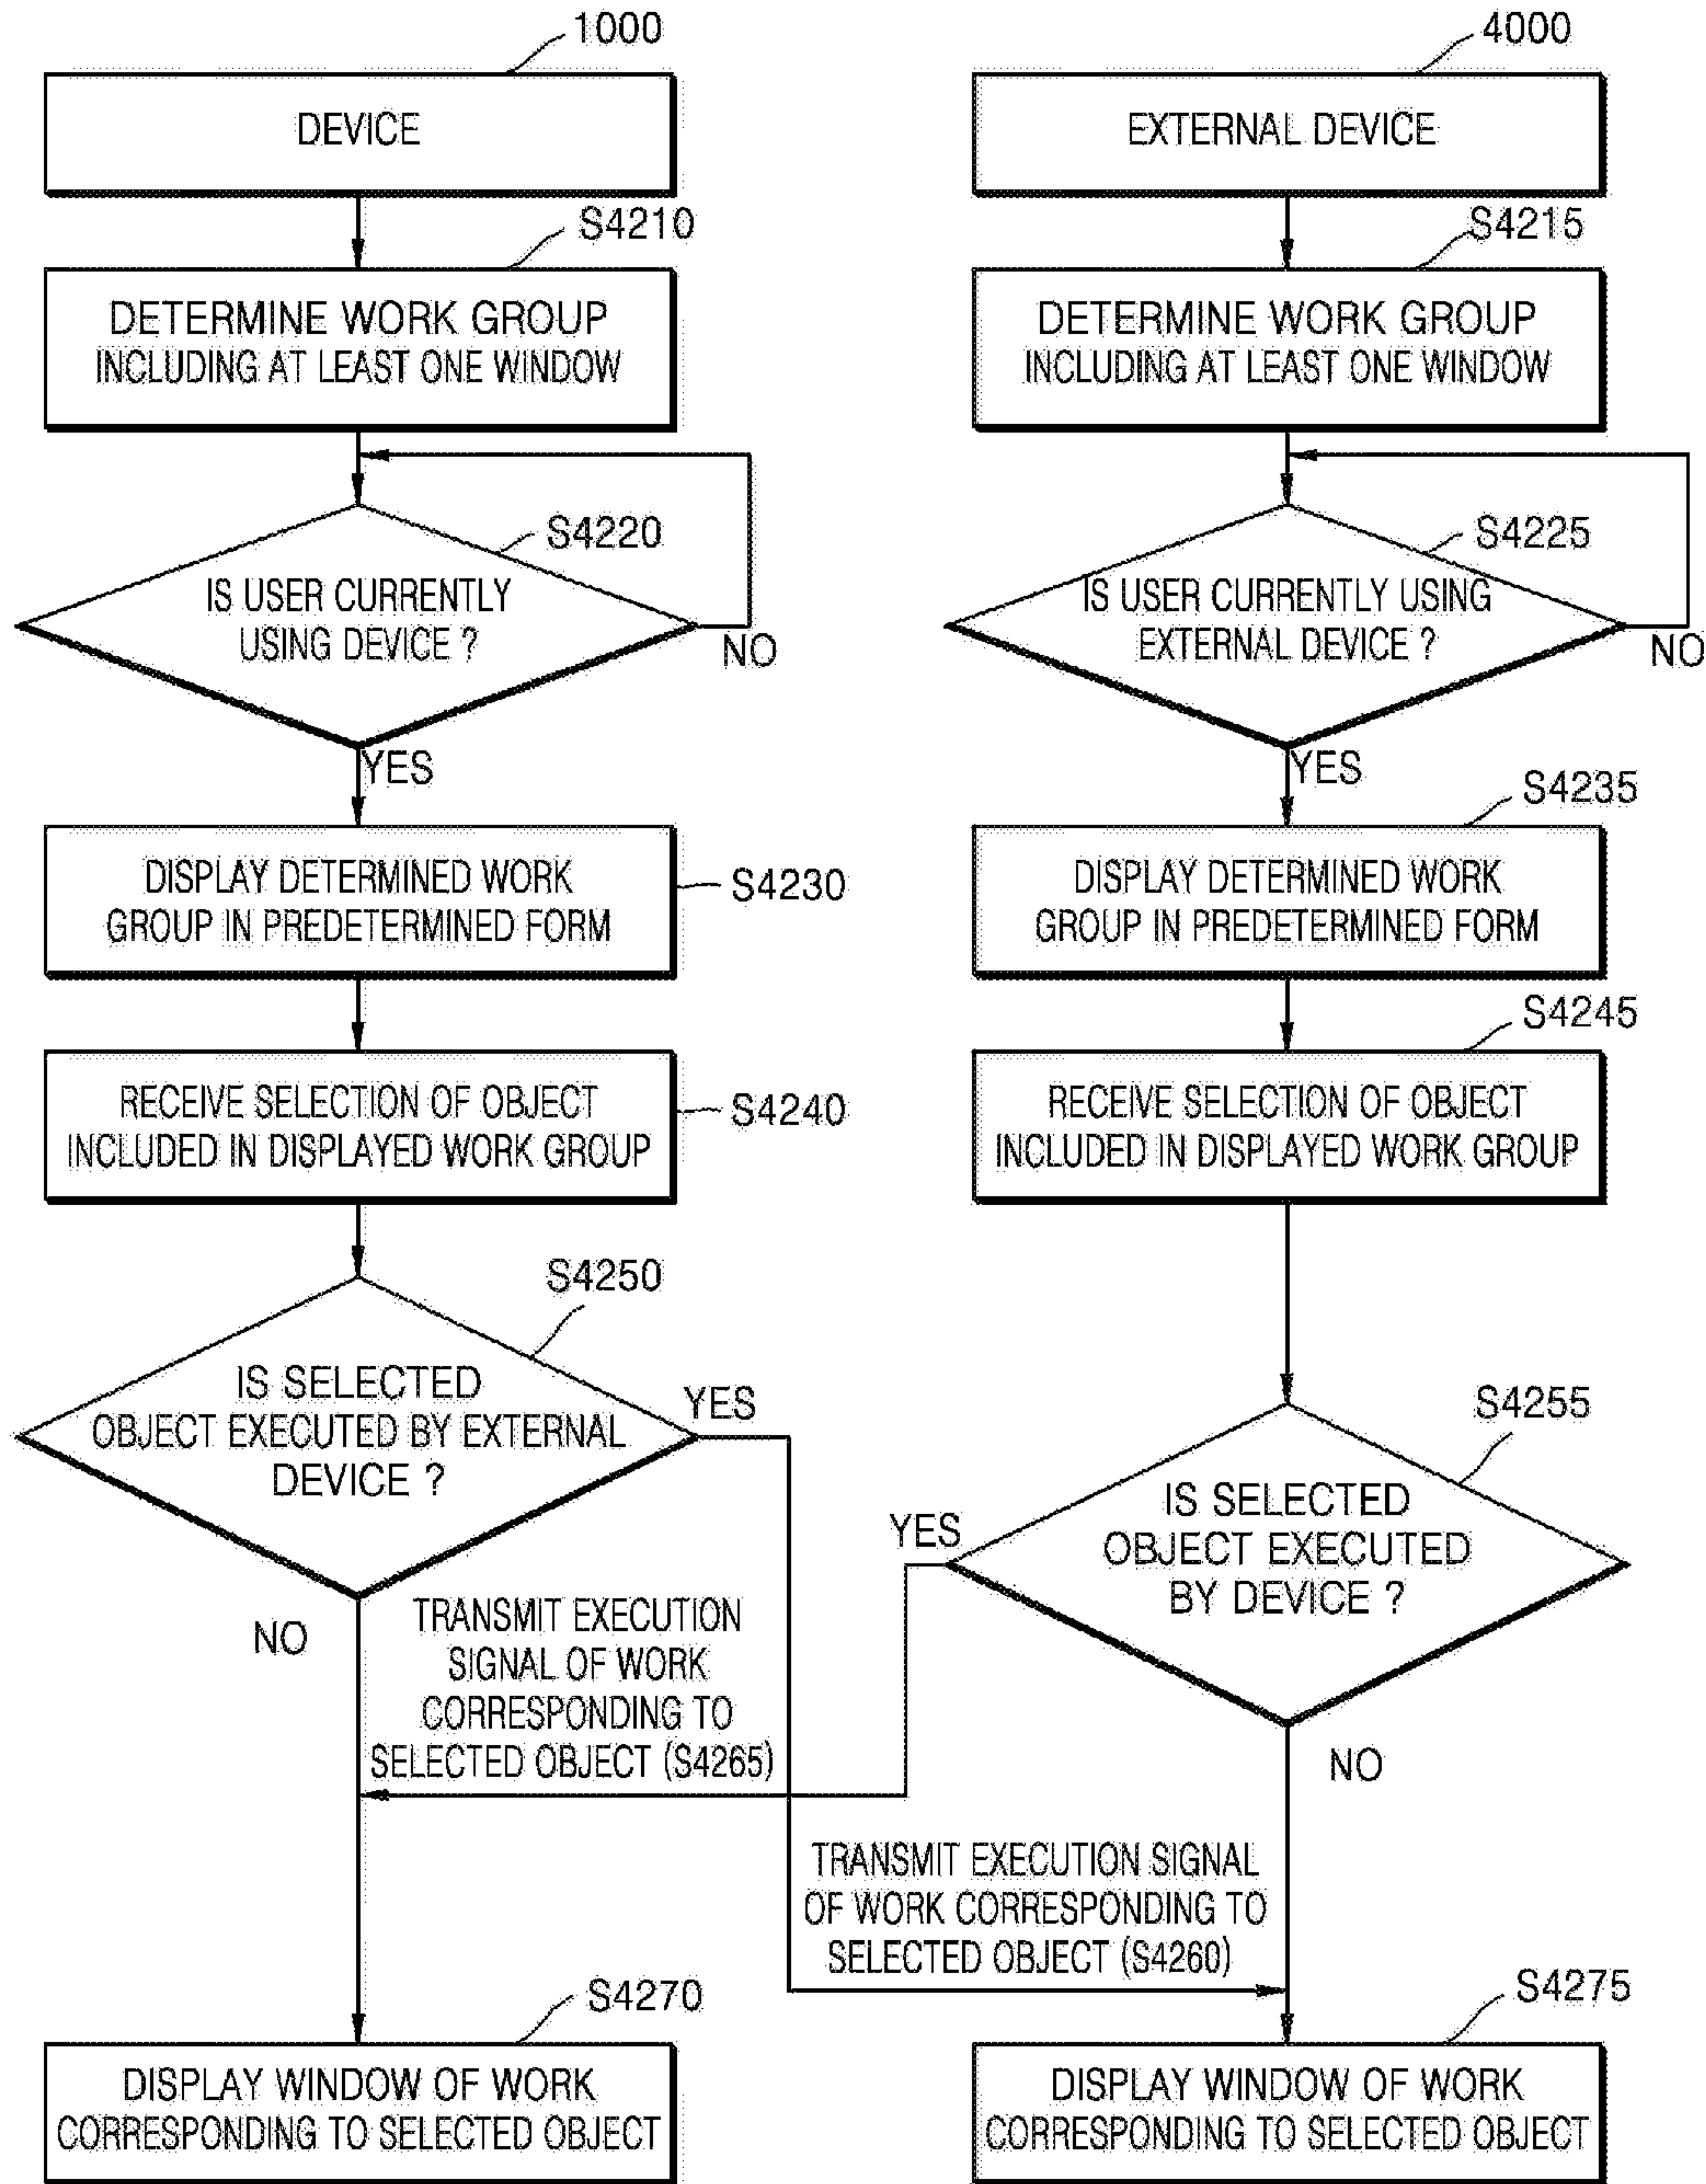 1000
4000
DEVICE
EXTERNAL DEVICE
S4210
S4215
DETERMINE WORK GROUP
INCLUDING AT LEAST ONE WINDOW
DETERMINE WORK GROUP
INCLUDING AT LEAST ONE WINDOW
S4220
S4225
IS USER CURRENTLY
USING DEVICE ?
NO
IS USER CURRENTLY USING
EXTERNAL DEVICE ?
NO
YES
YES
S4235
DISPLAY DETERMINED WORK
GROUP IN PREDETERMINED FORM
S4230
DISPLAY DETERMINED WORK
GROUP IN PREDETERMINED FORM
S4245
RECEIVE SELECTION OF OBJECT
INCLUDED IN DISPLAYED WORK GROUP
S4240
RECEIVE SELECTION OF OBJECT
INCLUDED IN DISPLAYED WORK GROUP
S4250
IS SELECTED
OBJECT EXECUTED BY EXTERNAL
DEVICE ?
YES
S4255
IS SELECTED
OBJECT EXECUTED
BY DEVICE ?
YES
NO
TRANSMIT EXECUTION
SIGNAL OF WORK
CORRESPONDING TO
SELECTED OBJECT (S4265)
NO
TRANSMIT EXECUTION SIGNAL
OF WORK CORRESPONDING TO
SELECTED OBJECT (S4260)
S4270
S4275
DISPLAY WINDOW OF WORK
CORRESPONDING TO SELECTED OBJECT
DISPLAY WINDOW OF WORK
CORRESPONDING TO SELECTED OBJECT